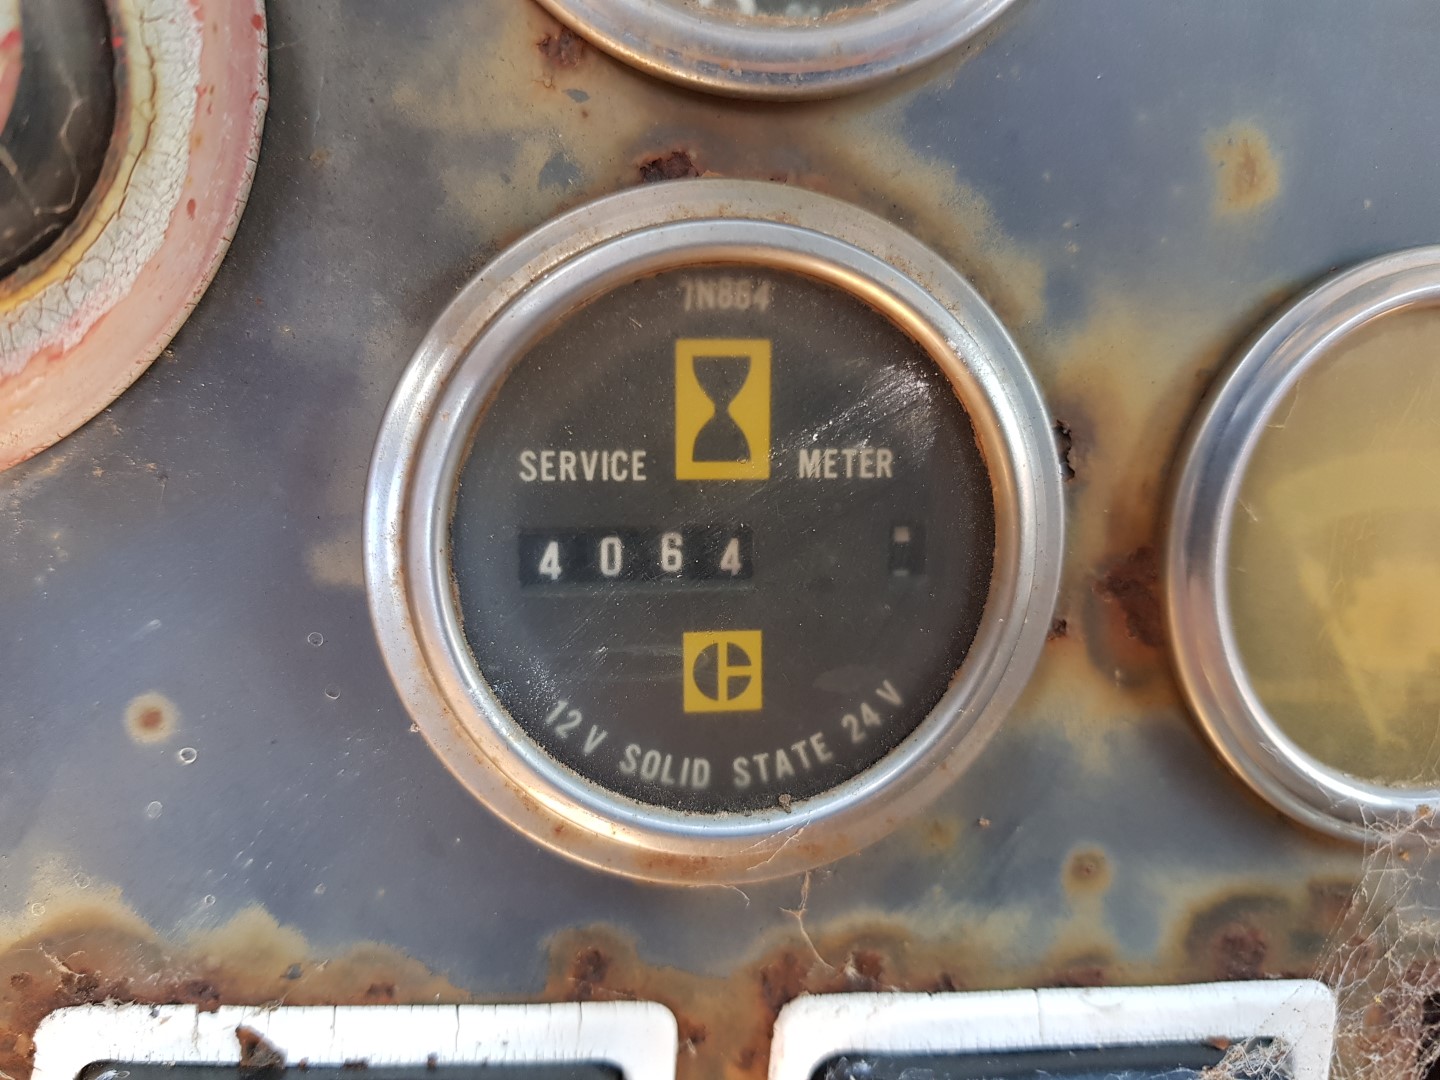 7N864
SERVICE METER
4064
12 V SOLID STATE 24 V